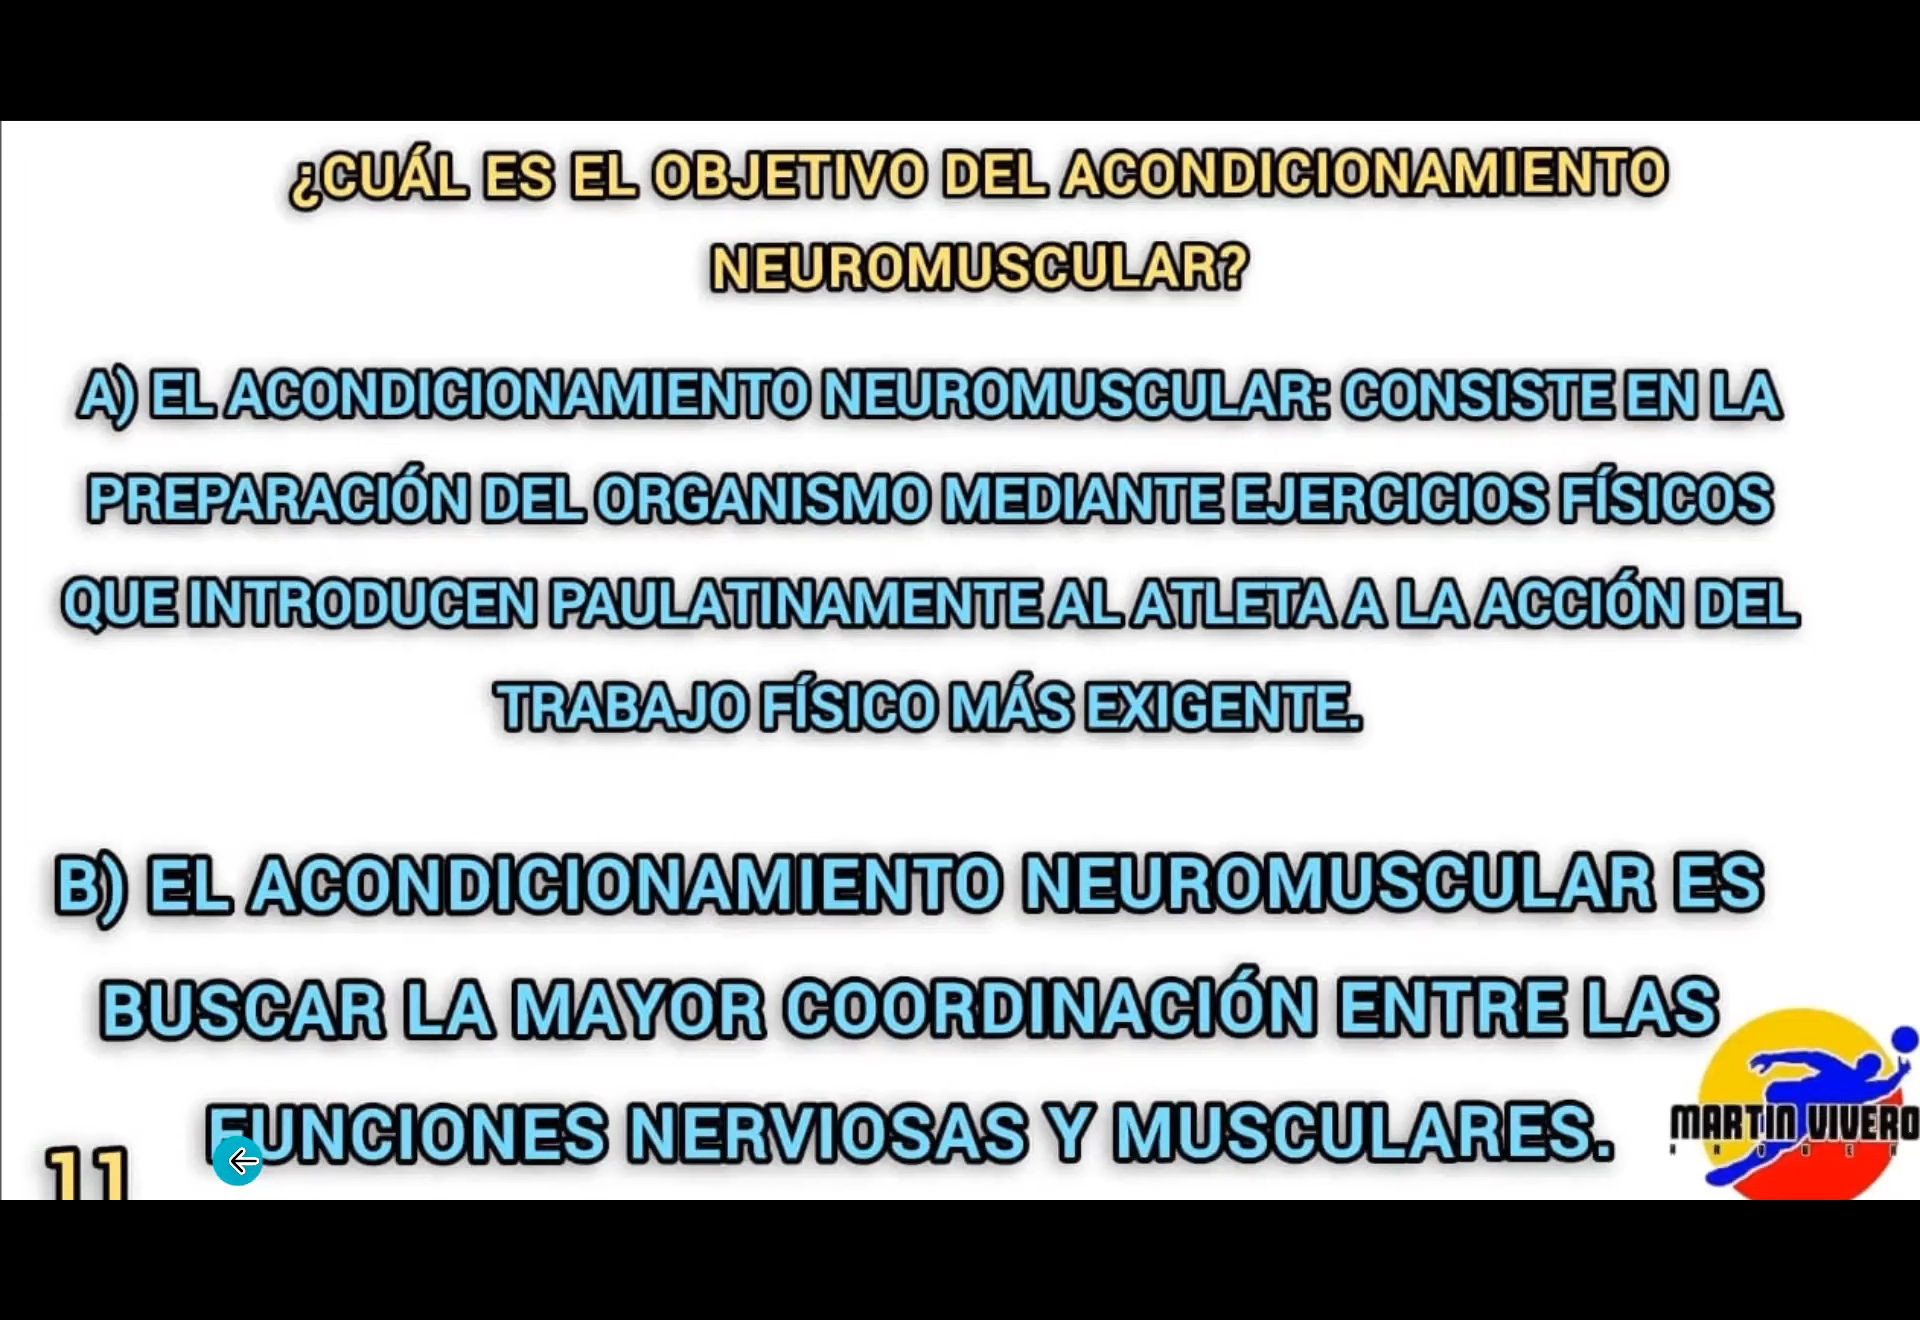 ¿CUÁL ES EL OBJETIVO DEL ACONDICIONAMIENTO
NEUROMUSCULAR?
A) EL ACONDICIONAMIENTO NEUROMUSCULAR: CONSISTE EN LA
PREPARACIÓN DEL ORGANISMO MEDIANTE EJERCICIOS FÍSICOS
QUE INTRODUCEN PAULATINAMENTE AL ATLETA A LA ACCIÓN DEL
TRABAJO FÍSICO MÁS EXIGENTE.
B) EL ACONDICIONAMIENTO NEUROMUSCULAR ES
BUSCAR LA MAYOR COORDINACIÓN ENTRE LAS
FUNCIONES NERVIOSAS Y MUSCULARES.
MARTIN VIVERO
11